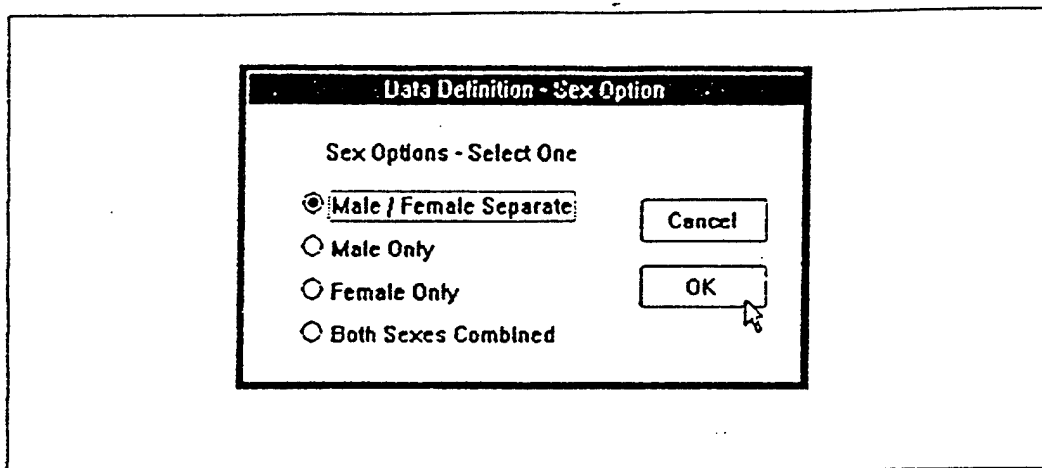 Data Definition - Sex Option
Sex Options - Select One
Male / Female Separate
Male Only
Female Only
Both Sexes Combined
Cancel
OK